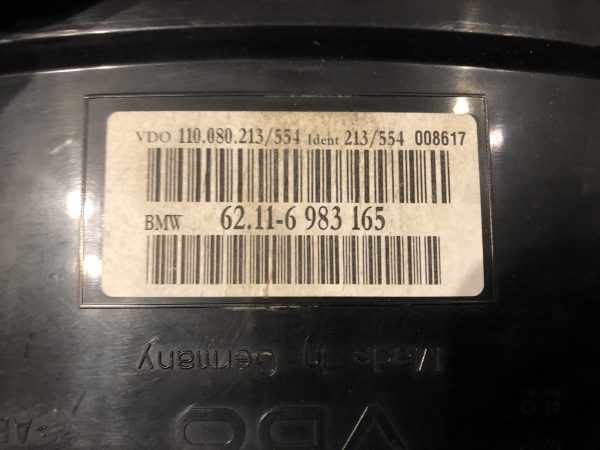 VDO 110.080.213/554 Ident 213/554 008617
BMW 62.11-6 983 165
Made in Germany
VDO